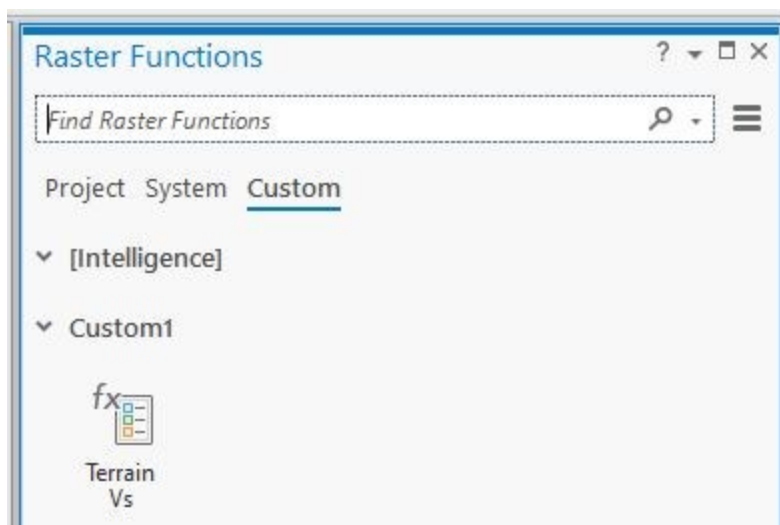 Raster Functions ?
Find Raster Functions
Project System Custom
[Intelligence]
Custom1
fx
Terrain
Vs